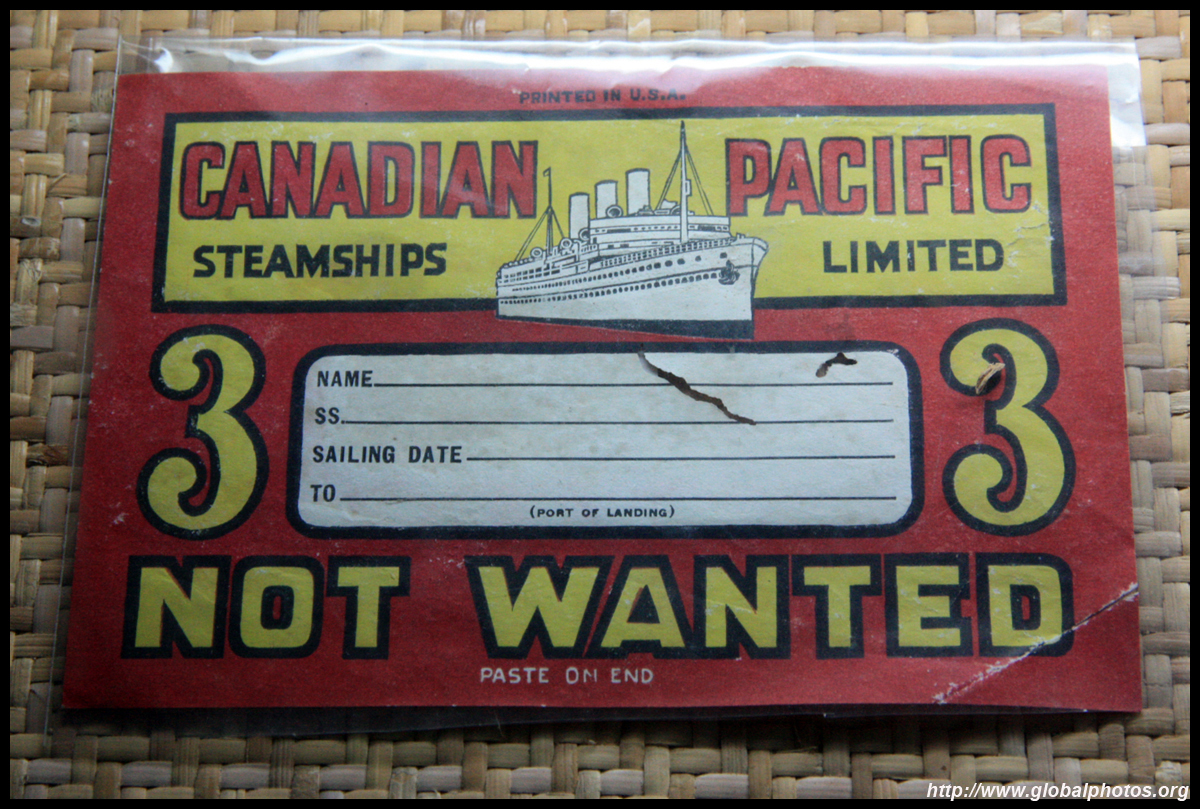 PRINTED IN U.S.A.
CANADIAN PACIFIC
STEAMSHIPS LIMITED
3 3
NAME
SS.
SAILING DATE
TO
(PORT OF LANDING)
NOT WANTED
PASTE ON END
http://www.globalphotos.org